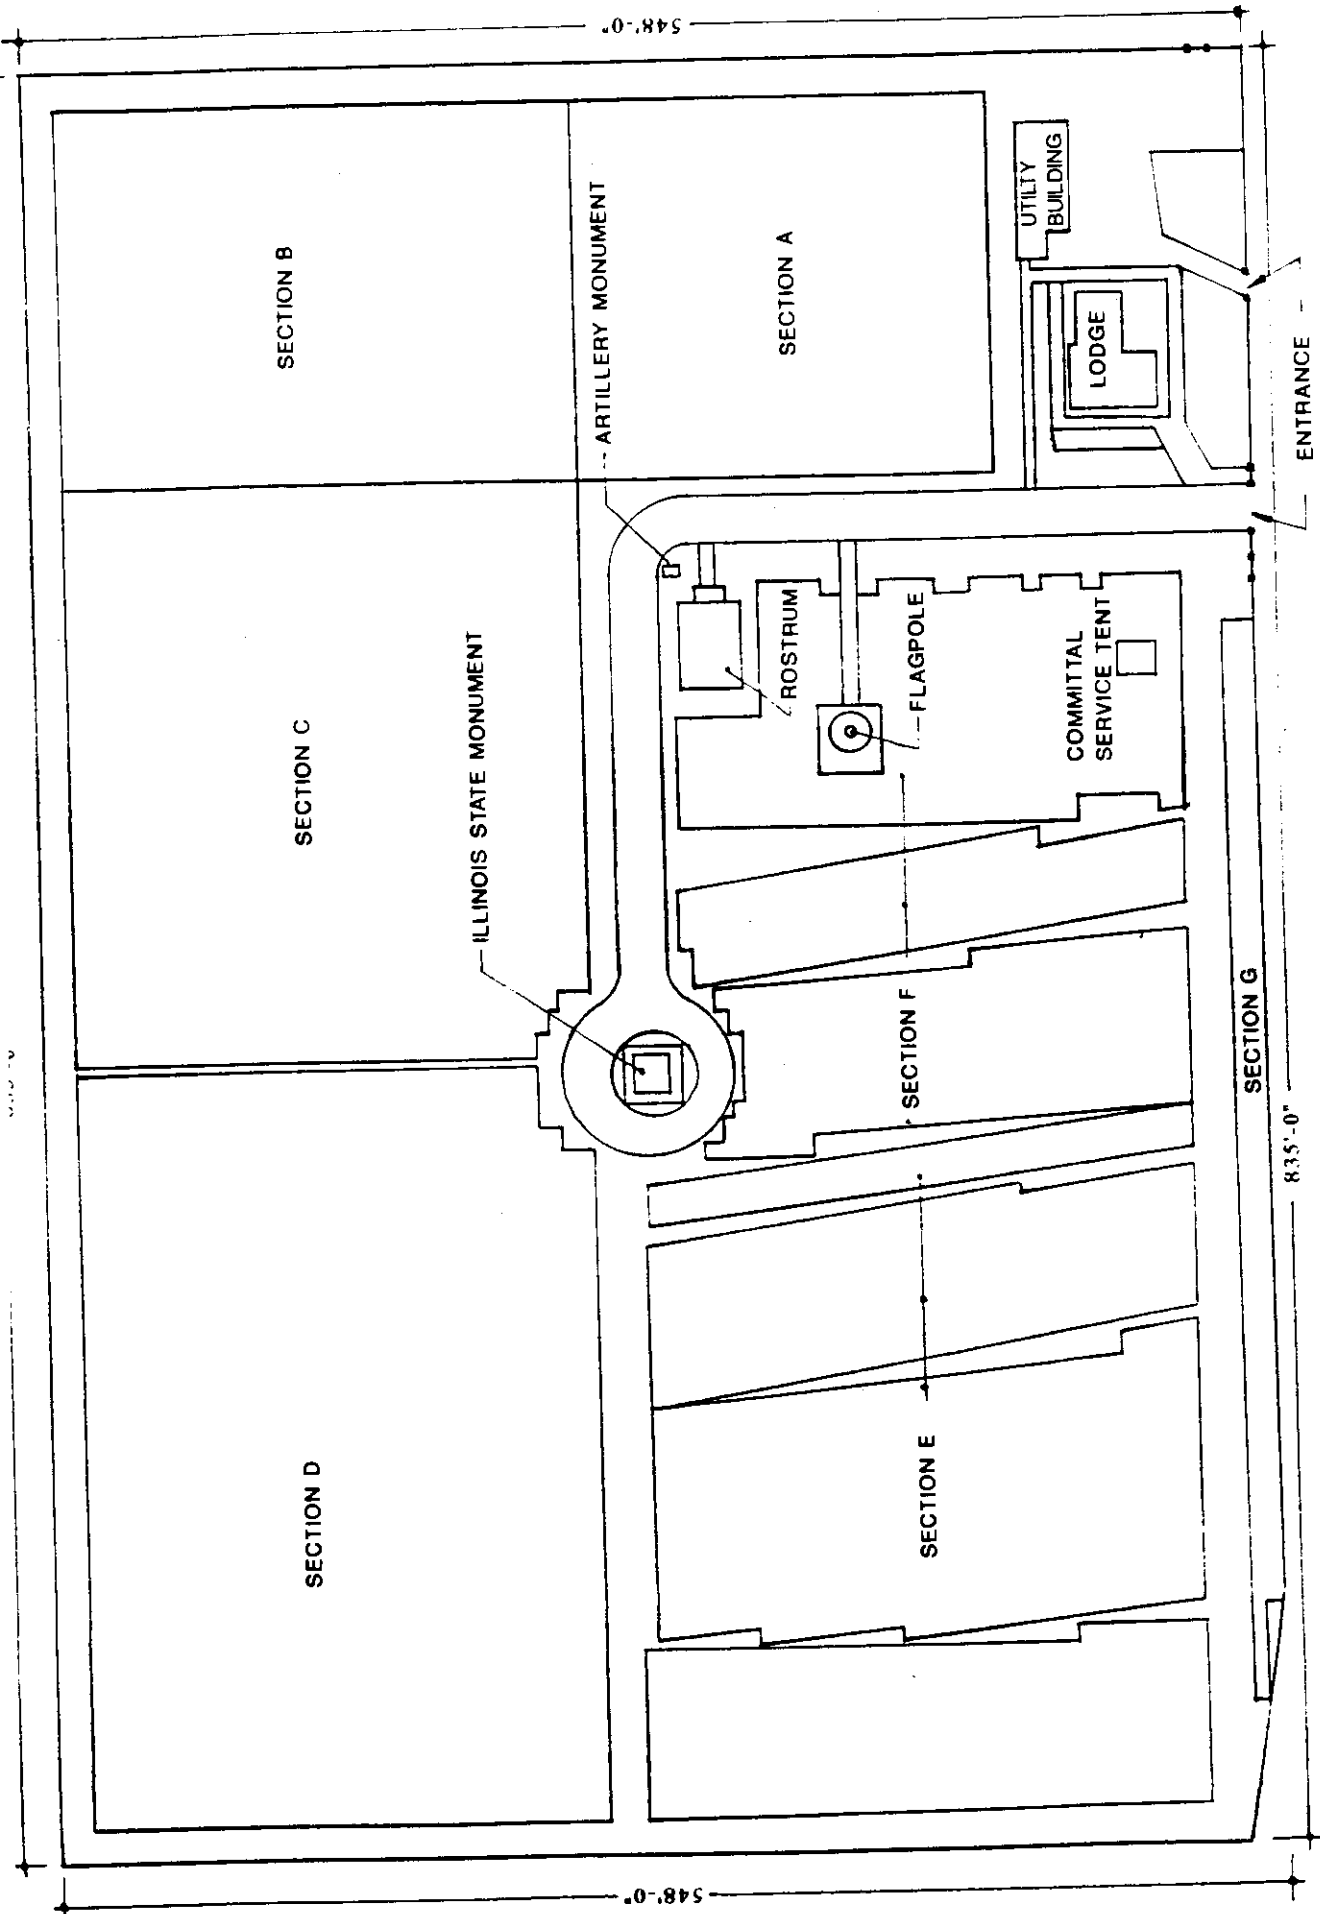 548'-0"
SECTION B
ARTILLERY MONUMENT
SECTION A
UTILTY
BUILDING
LODGE
ENTRANCE
SECTION C
ILLINOIS STATE MONUMENT
ROSTRUM
FLAGPOLE
COMMITTAL
SERVICE TENT
SECTION F
SECTION G
835'-0"
SECTION D
SECTION E
548'-0"